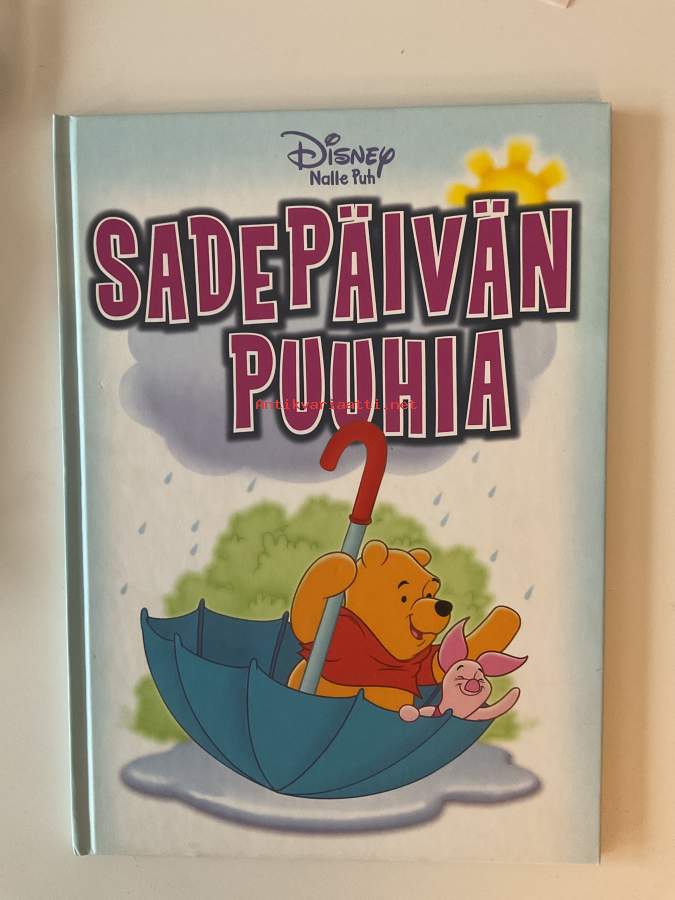 Disney
Nalle Puh
SADEPÄIVÄN
PUUHIA
Antikvariaatti.net